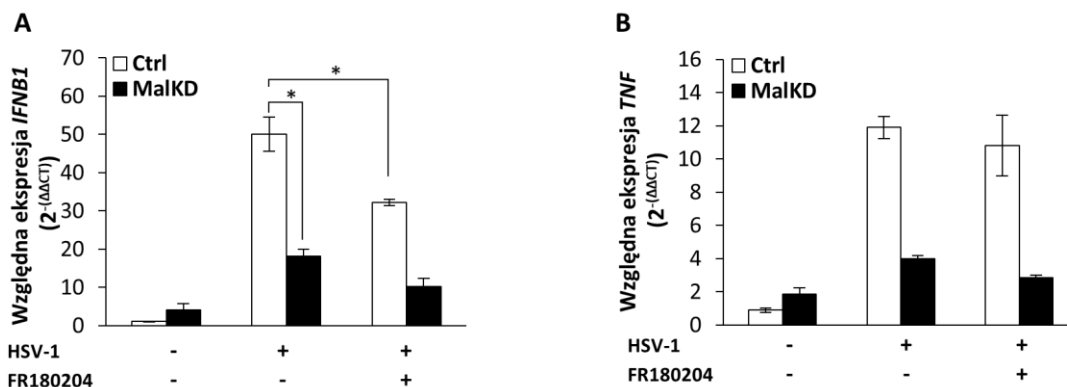 A
Względna ekspresja IFNB1
(2-(ΔΔCT))
70
60
50
40
30
20
10
0
Ctrl
MalKD
*
*
HSV-1 - + +
FR180204 - - +
B
Względna ekspresja TNF
(2-(ΔΔCT))
16
14
12
10
8
6
4
2
0
Ctrl
MalKD
HSV-1 - + +
FR180204 - - +